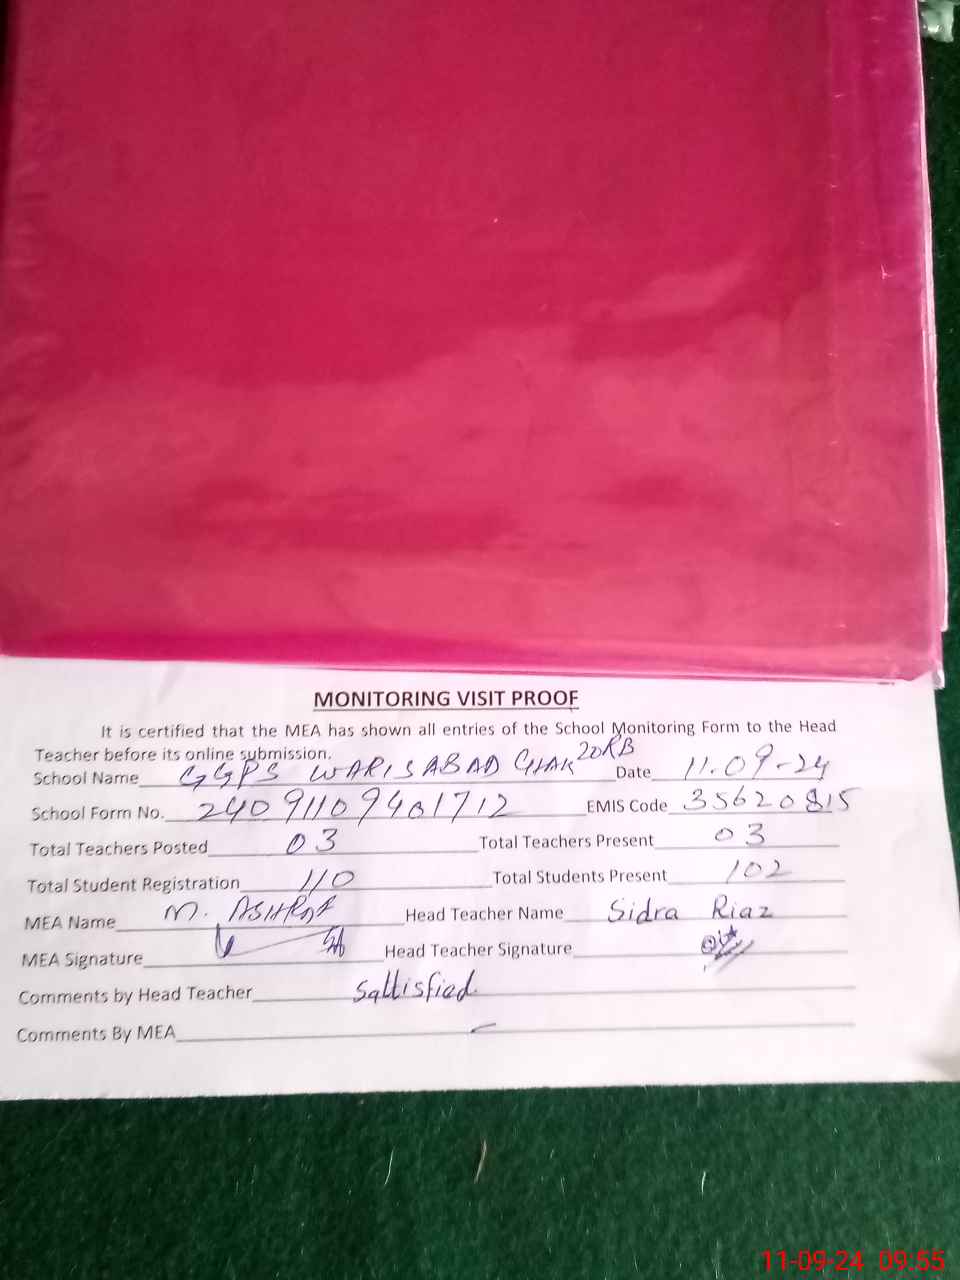 MONITORING VISIT PROOF
It is certified that the MEA has shown all entries of the School Monitoring Form to the Head
Teacher before its online submission.
School Name GGPS WARISABAD CHAK 20RB Date 11.09-24
School Form No. 24091109401712 EMIS Code 35620815
Total Teachers Posted 03 Total Teachers Present 03
Total Student Registration 110 Total Students Present 102
MEA Name M. ASHRAF Head Teacher Name Sidra Riaz
MEA Signature Head Teacher Signature
Comments by Head Teacher Sattisfied.
Comments By MEA
11-09-24 09:55